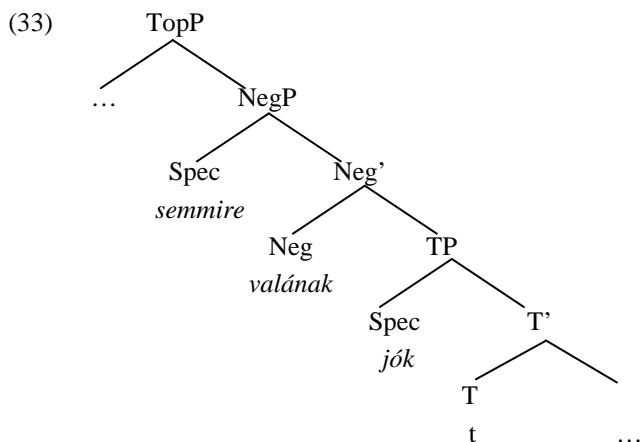 (33) TopP
… NegP
Spec Neg’
semmire
Neg TP
valának
Spec T’
jók
T
t …